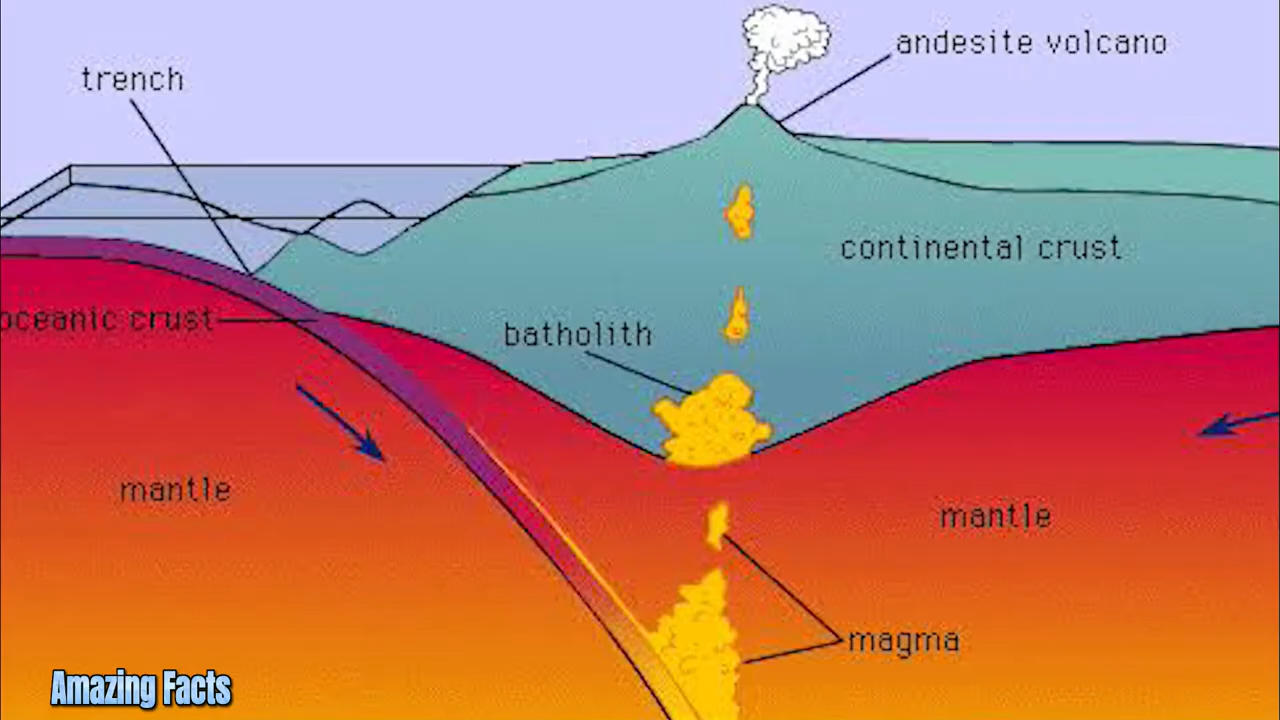 andesite volcano
trench
continental crust
oceanic crust
batholith
mantle
mantle
magma
Amazing Facts